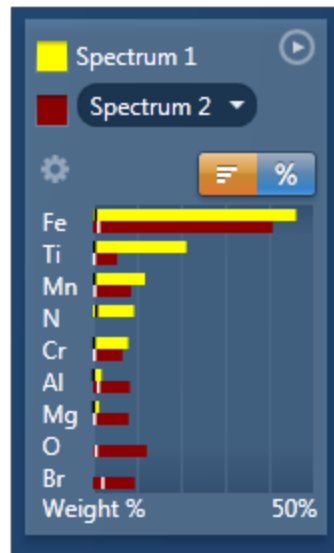 Spectrum 1
Spectrum 2
%
Fe
Ti
Mn
N
Cr
Al
Mg
O
Br
Weight % 50%